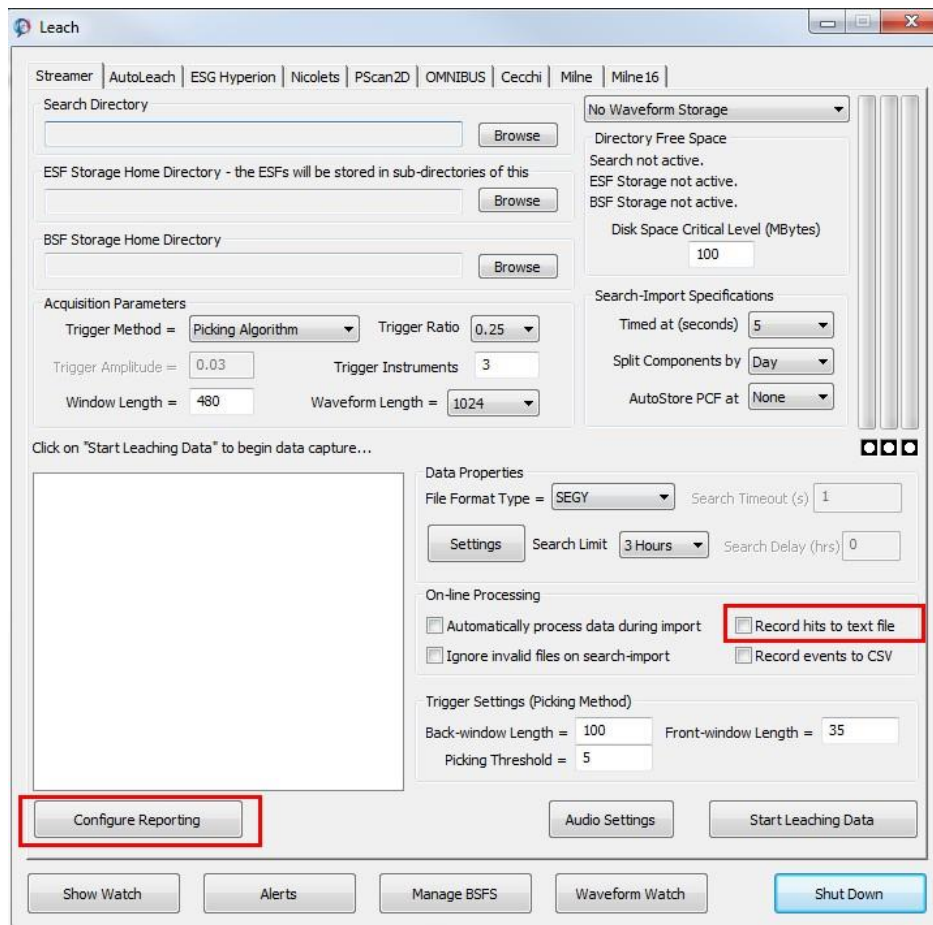 Leach
Streamer AutoLeach ESG Hyperion Nicolets PScan2D OMNIBUS Cecchi Milne Milne16
Search Directory
Browse
ESF Storage Home Directory - the ESFs will be stored in sub-directories of this
Browse
BSF Storage Home Directory
Browse
No Waveform Storage
Directory Free Space
Search not active.
ESF Storage not active.
BSF Storage not active.
Disk Space Critical Level (MBytes)
100
Acquisition Parameters
Trigger Method = Picking Algorithm Trigger Ratio 0.25
Trigger Amplitude = 0.03 Trigger Instruments 3
Window Length = 480 Waveform Length = 1024
Search-Import Specifications
Timed at (seconds) 5
Split Components by Day
AutoStore PCF at None
Click on "Start Leaching Data" to begin data capture...
Data Properties
File Format Type = SEGY Search Timeout (s) 1
Settings Search Limit 3 Hours Search Delay (hrs) 0
On-line Processing
Automatically process data during import Record hits to text file
Ignore invalid files on search-import Record events to CSV
Trigger Settings (Picking Method)
Back-window Length = 100 Front-window Length = 35
Picking Threshold = 5
Configure Reporting Audio Settings Start Leaching Data
Show Watch Alerts Manage BSFS Waveform Watch Shut Down